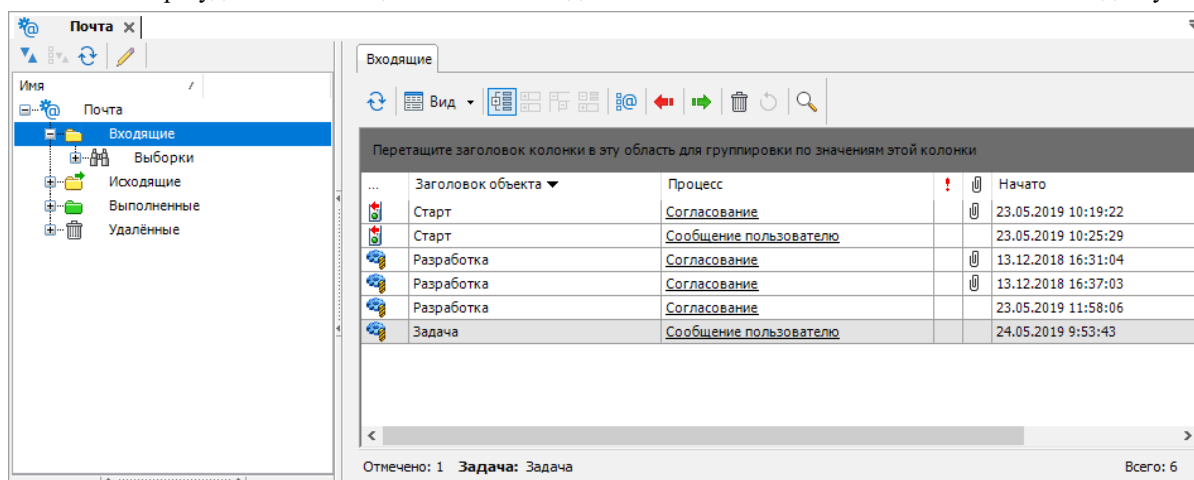 Почта
Имя
Почта
Входящие
Выборки
Исходящие
Выполненные
Удалённые
Входящие
Вид
Перетащите заголовок колонки в эту область для группировки по значениям этой колонки
... Заголовок объекта Процесс ! Начато
Старт Согласование 23.05.2019 10:19:22
Старт Сообщение пользователю 23.05.2019 10:25:29
Разработка Согласование 13.12.2018 16:31:04
Разработка Согласование 13.12.2018 16:37:03
Разработка Согласование 23.05.2019 11:58:06
Задача Сообщение пользователю 24.05.2019 9:53:43
Отмечено: 1 Задача: Задача Всего: 6